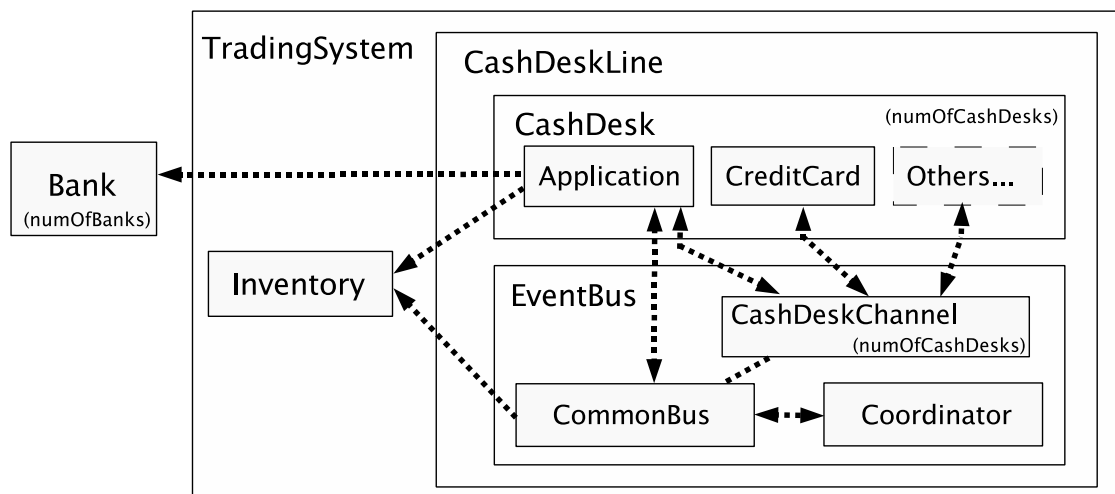 TradingSystem
CashDeskLine
CashDesk
(numOfCashDesks)
Application
CreditCard
Others...
Bank
(numOfBanks)
Inventory
EventBus
CashDeskChannel
(numOfCashDesks)
CommonBus
Coordinator